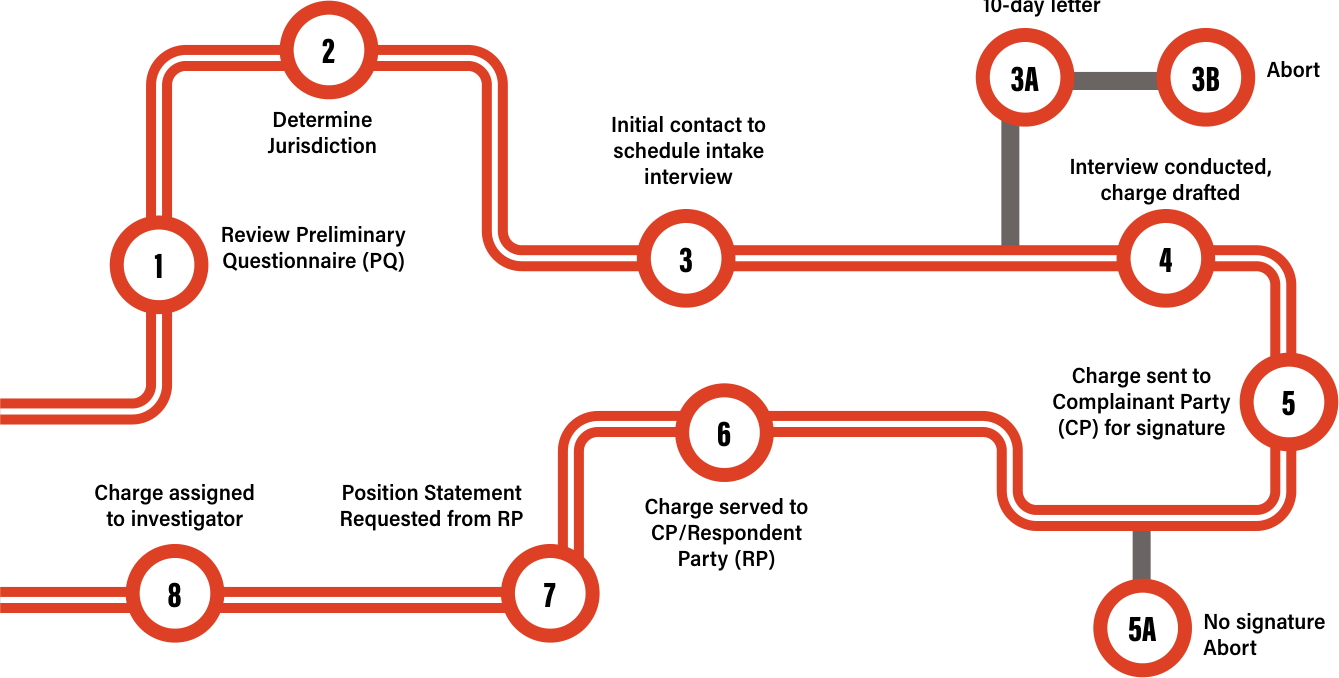 10-day letter
2
3A
3B
Abort
Determine
Jurisdiction
Initial contact to
schedule intake
interview
Interview conducted,
charge drafted
1
Review Preliminary
Questionnaire (PQ)
3
4
Charge sent to
Complainant Party
(CP) for signature
5
6
Charge assigned
to investigator
Position Statement
Requested from RP
Charge served to
CP/Respondent
Party (RP)
8
7
5A
No signature
Abort